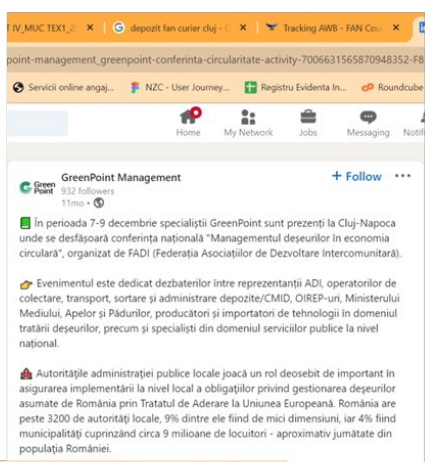 T IV_MUC TEX1_2
depozit fan curier cluj - C
Tracking AWB - FAN Cou
point-management_greenpoint-conferinta-circularitate-activity-7006631565870948352-F8
Servicii online angaj...
NZC - User Journey...
Registru Evidenta In...
Roundcube
Home
My Network
Jobs
Messaging
Notifi
GreenPoint Management
+ Follow
Green
Point
932 followers
11mo •
În perioada 7-9 decembrie specialiștii GreenPoint sunt prezenți la Cluj-Napoca
unde se desfășoară conferința națională "Managementul deșeurilor în economia
circulară", organizat de FADI (Federația Asociațiilor de Dezvoltare Intercomunitară).
Evenimentul este dedicat dezbaterilor între reprezentanții ADI, operatorilor de
colectare, transport, sortare și administrare depozite/CMID, OIREP-uri, Ministerului
Mediului, Apelor și Pădurilor, producători și importatori de tehnologii în domeniul
tratării deșeurilor, precum și specialiști din domeniul serviciilor publice la nivel
național.
Autoritățile administrației publice locale joacă un rol deosebit de important în
asigurarea implementării la nivel local a obligațiilor privind gestionarea deșeurilor
asumate de România prin Tratatul de Aderare la Uniunea Europeană. România are
peste 3200 de autorități locale, 9% dintre ele fiind de mici dimensiuni, iar 4% fiind
municipalități cuprinzând circa 9 milioane de locuitori - aproximativ jumătate din
populația României.